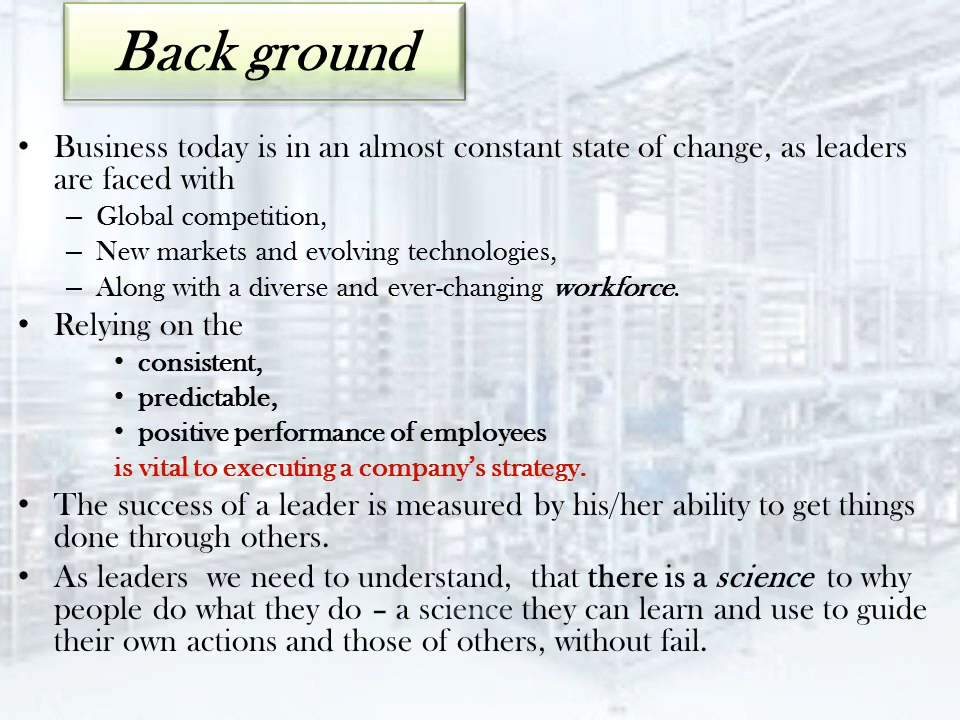 Back ground
• Business today is in an almost constant state of change, as leaders
are faced with
– Global competition,
– New markets and evolving technologies,
– Along with a diverse and ever-changing workforce.
• Relying on the
• consistent,
• predictable,
• positive performance of employees
is vital to executing a company’s strategy.
• The success of a leader is measured by his/her ability to get things
done through others.
• As leaders we need to understand, that there is a science to why
people do what they do – a science they can learn and use to guide
their own actions and those of others, without fail.